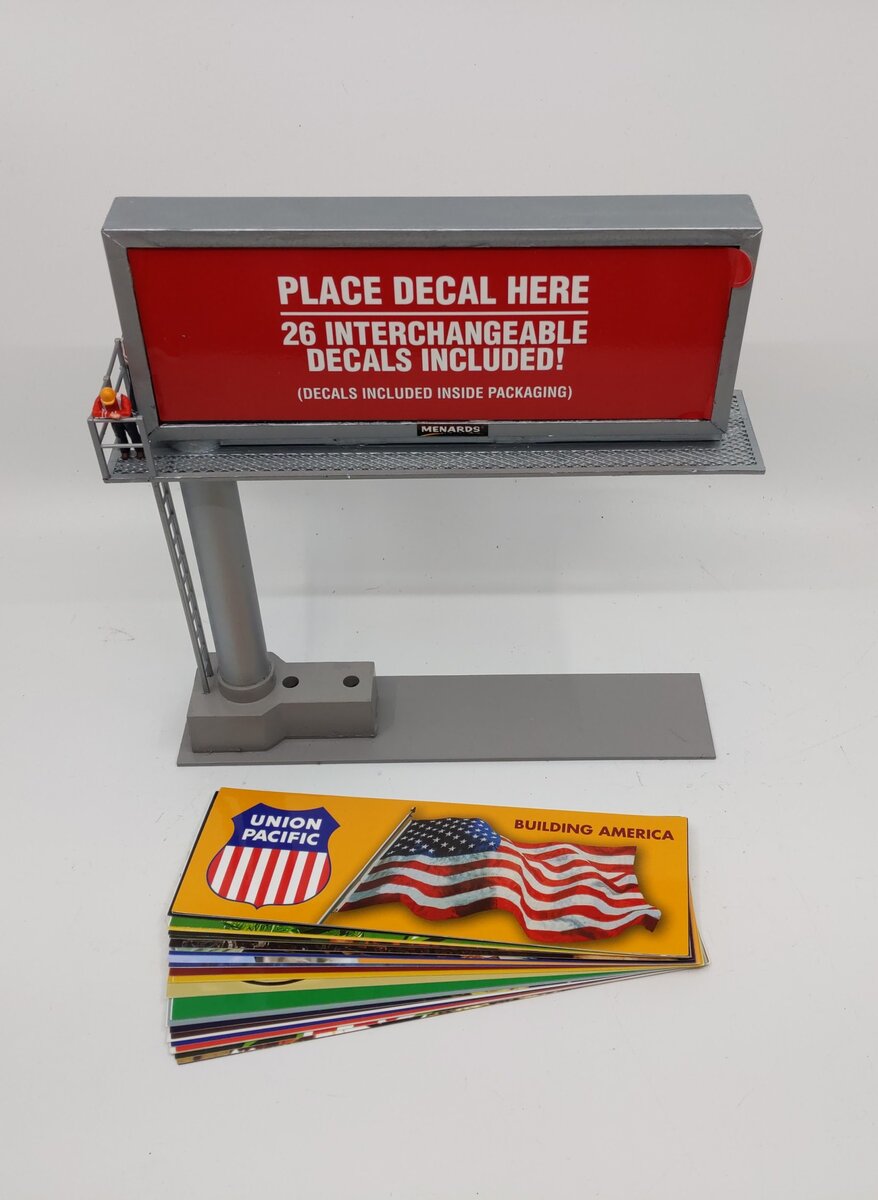 PLACE DECAL HERE
26 INTERCHANGEABLE
DECALS INCLUDED!
(DECALS INCLUDED INSIDE PACKAGING)
MENARDS
UNION
PACIFIC
BUILDING AMERICA